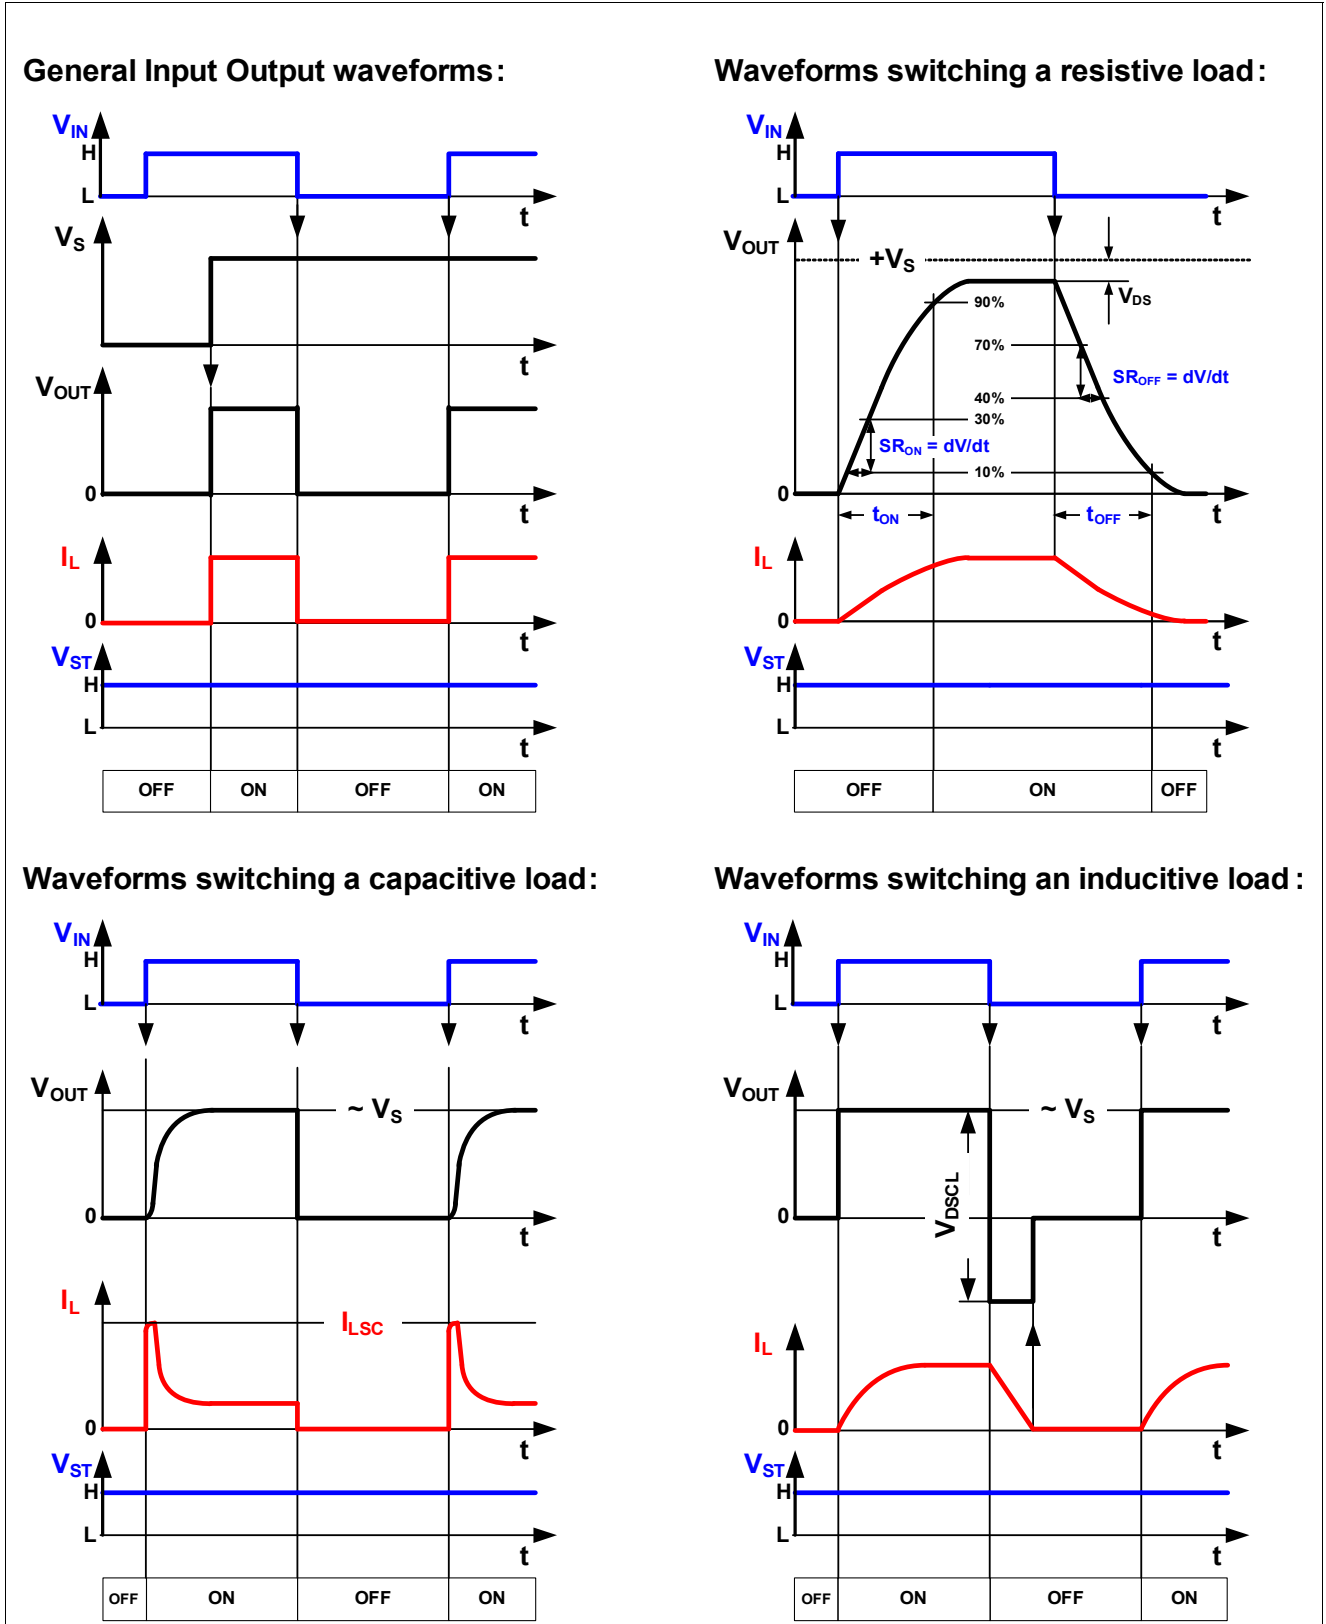 General Input Output waveforms:
VIN
H
L
t
VS
t
VOUT
0
t
IL
0
t
VST
H
L
t
OFF ON OFF ON
Waveforms switching a resistive load:
VIN
H
L
t
VOUT
+VS
VDS
90%
70%
SROFF = dV/dt
40%
30%
SRON = dV/dt
10%
0
tON tOFF t
IL
0
t
VST
H
L
t
OFF ON OFF
Waveforms switching a capacitive load:
VIN
H
L
t
VOUT
~ VS
0
t
IL
ILSC
0
t
VST
H
L
t
OFF ON OFF ON
Waveforms switching an inducitive load:
VIN
H
L
t
VOUT
~ VS
VDSCL
0
t
IL
0
t
VST
H
L
t
OFF ON OFF ON